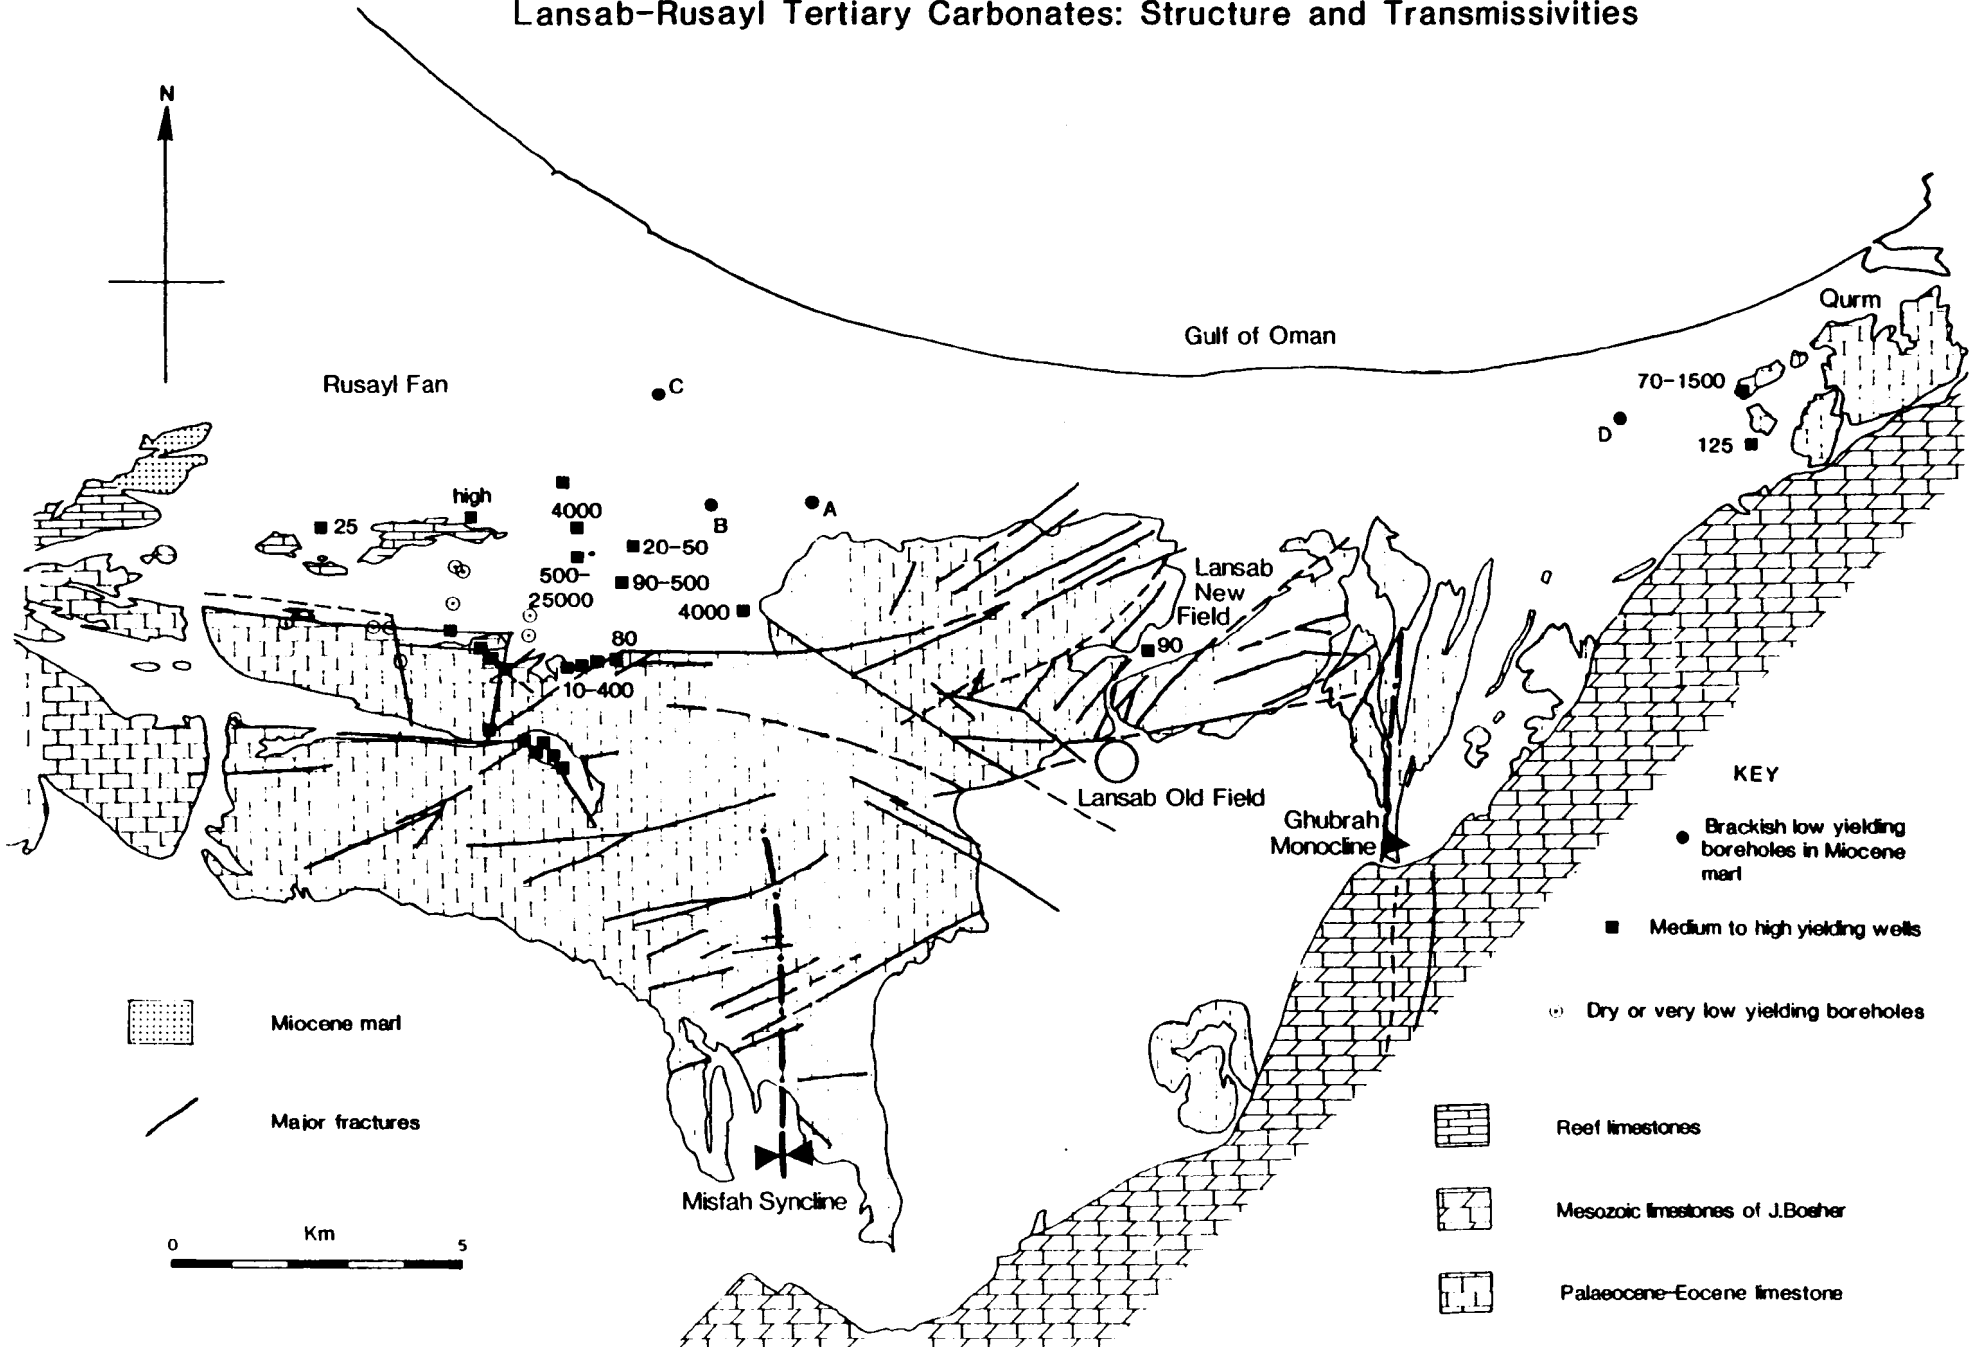 Lansab-Rusayl Tertiary Carbonates: Structure and Transmissivities
N
Qurm
Gulf of Oman
Rusayl Fan
C
70-1500
D
125
high
25
4000
B
A
20-50
500-
25000
90-500
4000
Lansab
New
Field
80
90
10-400
Lansab Old Field
Ghubrah
Monocline
KEY
Brackish low yielding
boreholes in Miocene
marl
Medium to high yielding wells
Dry or very low yielding boreholes
Miocene marl
Major fractures
Reef limestones
Misfah Syncline
Mesozoic limestones of J.Bosher
Km
0 5
Palaeocene-Eocene limestone